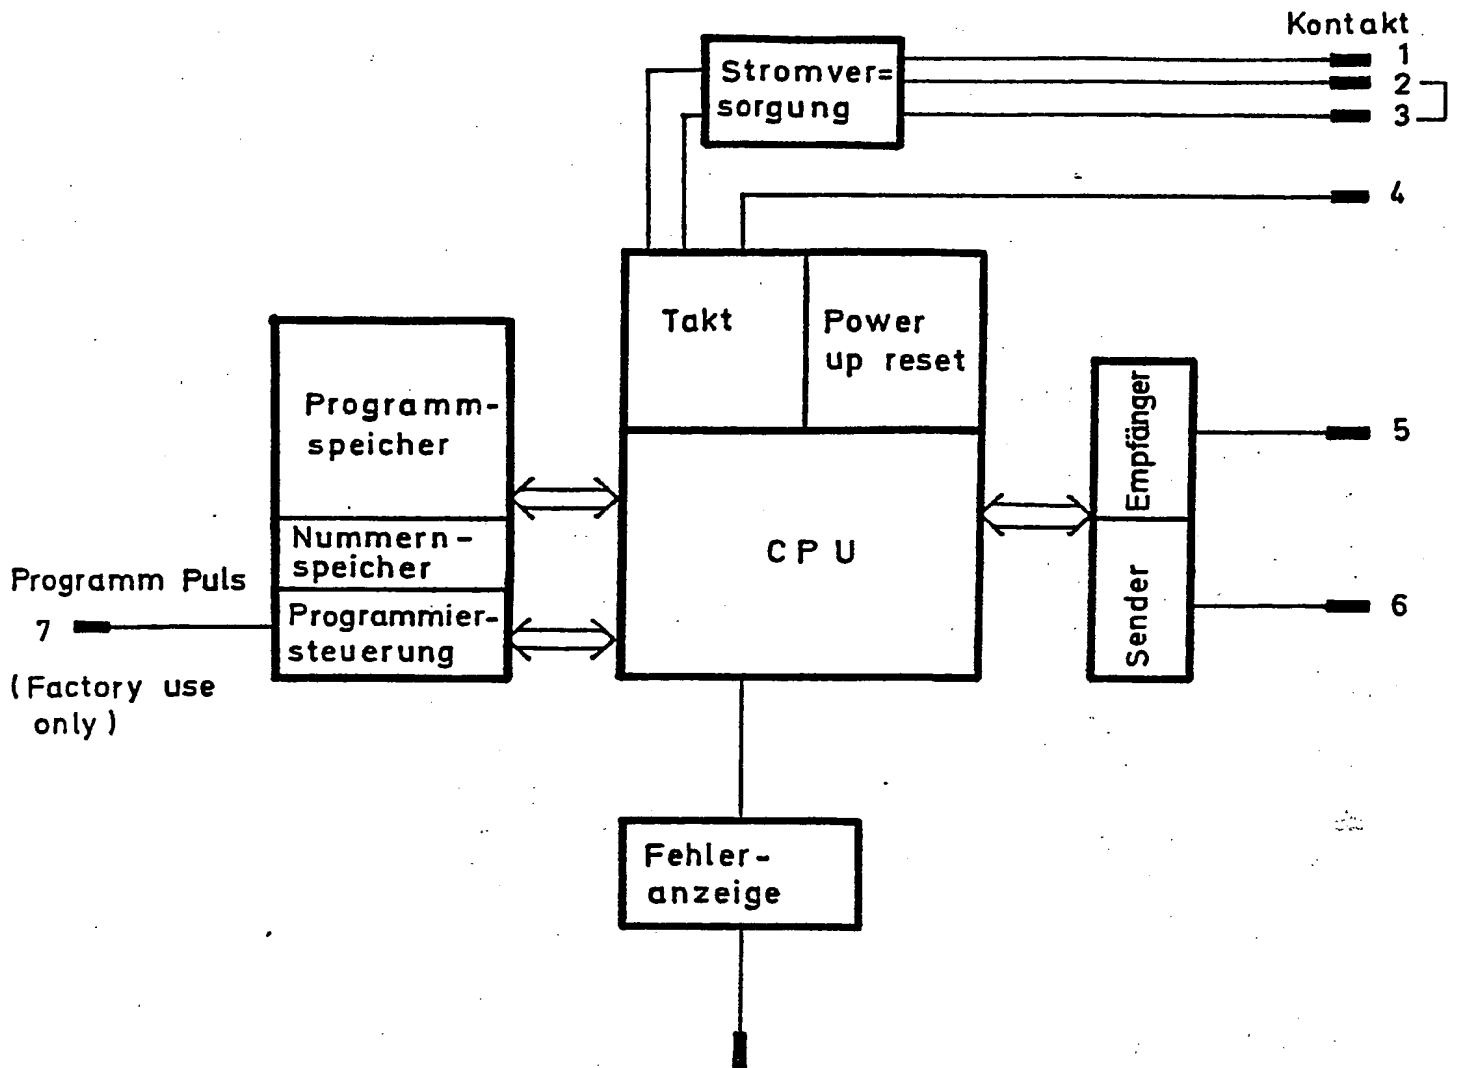 Kontakt
1
Stromver=
sorgung
2
3
4
Takt
Power
up reset
Programm-
speicher
Empfänger
5
Nummern-
speicher
CPU
Programm Puls
7
Programmier-
steuerung
Sender
6
(Factory use
only)
Fehler-
anzeige